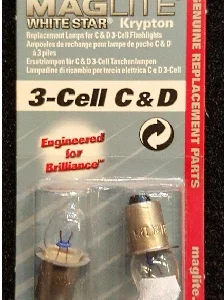 MAGLITE
WHITE STAR Krypton
Replacement Lamps for C & D 3-Cell Flashlights
Ampoules de rechange pour lampe de poche C & D
à 3 piles
Ersatzlampen für C & D 3-Cell Taschenlampen
Lampadine di ricambio per torcia elettrica C e D 3-Cell
3-Cell C & D
Engineered
for
Brilliance™
GENUINE REPLACEMENT PARTS
maglite.